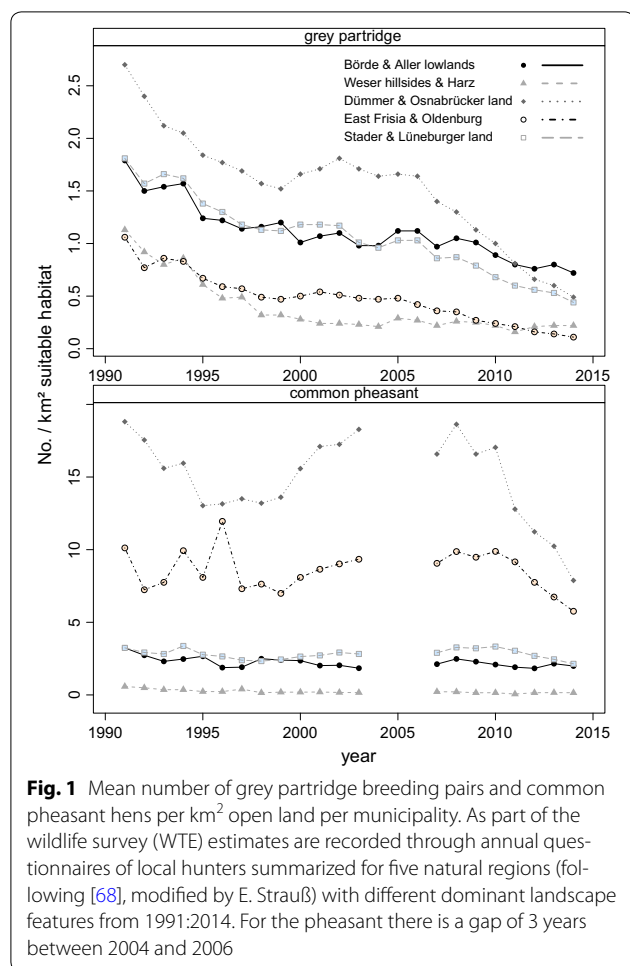 grey partridge
Börde & Aller lowlands
Weser hillsides & Harz
Dümmer & Osnabrücker land
East Frisia & Oldenburg
Stader & Lüneburger land
0.0 0.5 1.0 1.5 2.0 2.5
1990 1995 2000 2005 2010 2015
No. / km² suitable habitat
common pheasant
0 5 10 15
1990 1995 2000 2005 2010 2015
year
Fig. 1 Mean number of grey partridge breeding pairs and common
pheasant hens per km² open land per municipality. As part of the
wildlife survey (WTE) estimates are recorded through annual ques-
tionnaires of local hunters summarized for five natural regions (fol-
lowing [68], modified by E. Strauß) with different dominant landscape
features from 1991:2014. For the pheasant there is a gap of 3 years
between 2004 and 2006